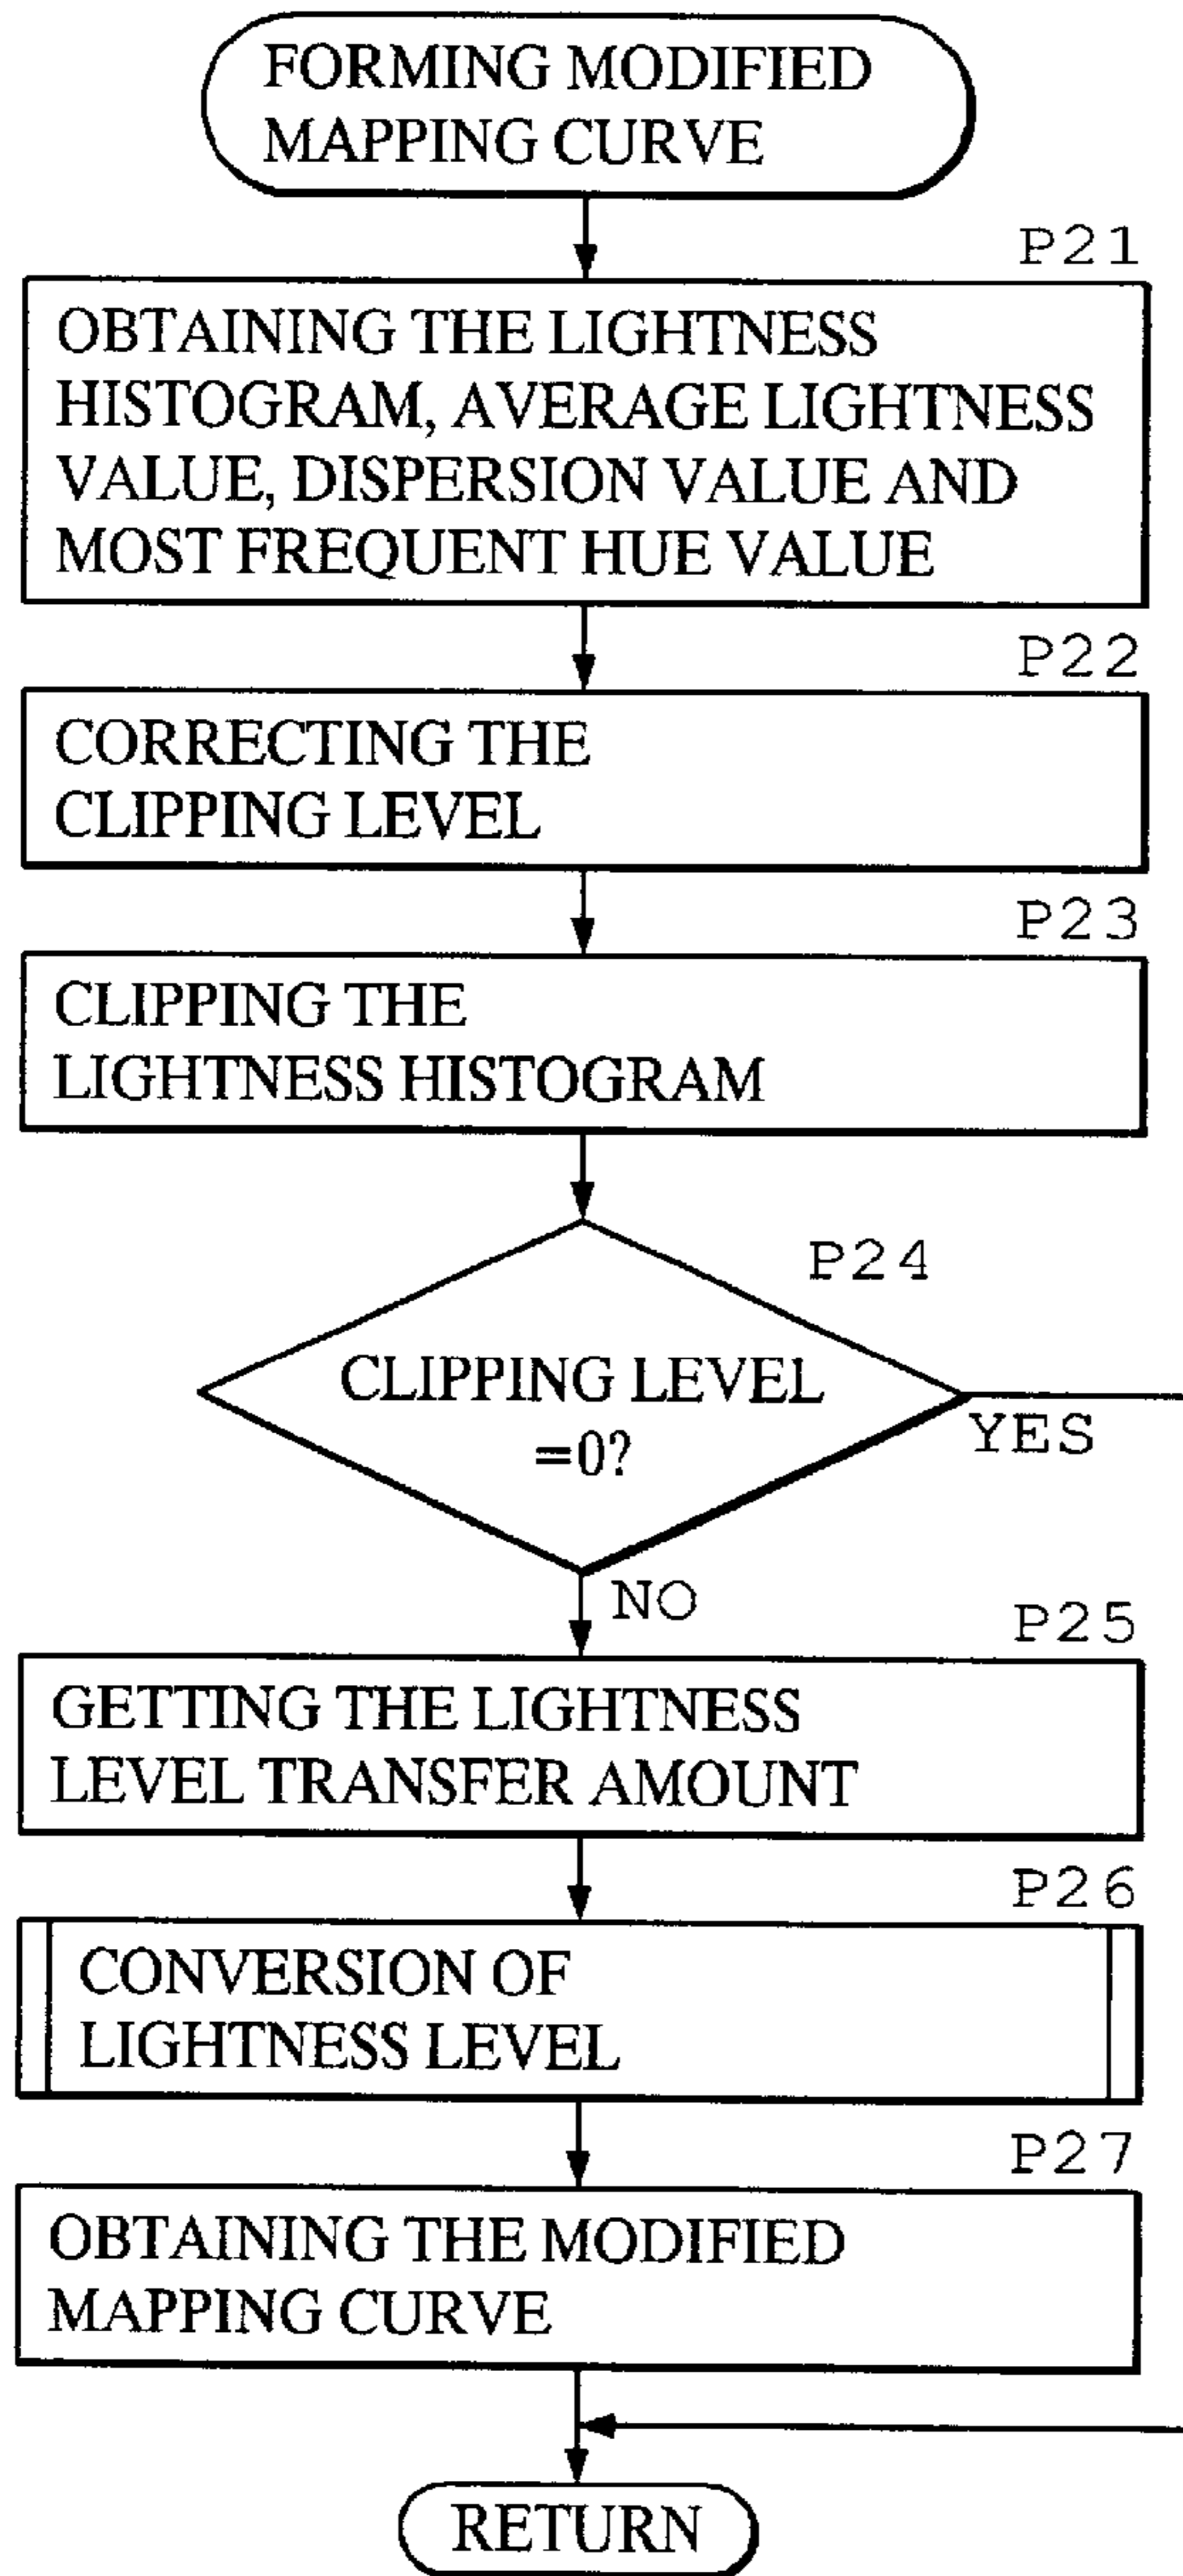 FORMING MODIFIED
MAPPING CURVE
P21
OBTAINING THE LIGHTNESS
HISTOGRAM, AVERAGE LIGHTNESS
VALUE, DISPERSION VALUE AND
MOST FREQUENT HUE VALUE
P22
CORRECTING THE
CLIPPING LEVEL
P23
CLIPPING THE
LIGHTNESS HISTOGRAM
P24
CLIPPING LEVEL
=0?
YES
NO
P25
GETTING THE LIGHTNESS
LEVEL TRANSFER AMOUNT
P26
CONVERSION OF
LIGHTNESS LEVEL
P27
OBTAINING THE MODIFIED
MAPPING CURVE
RETURN